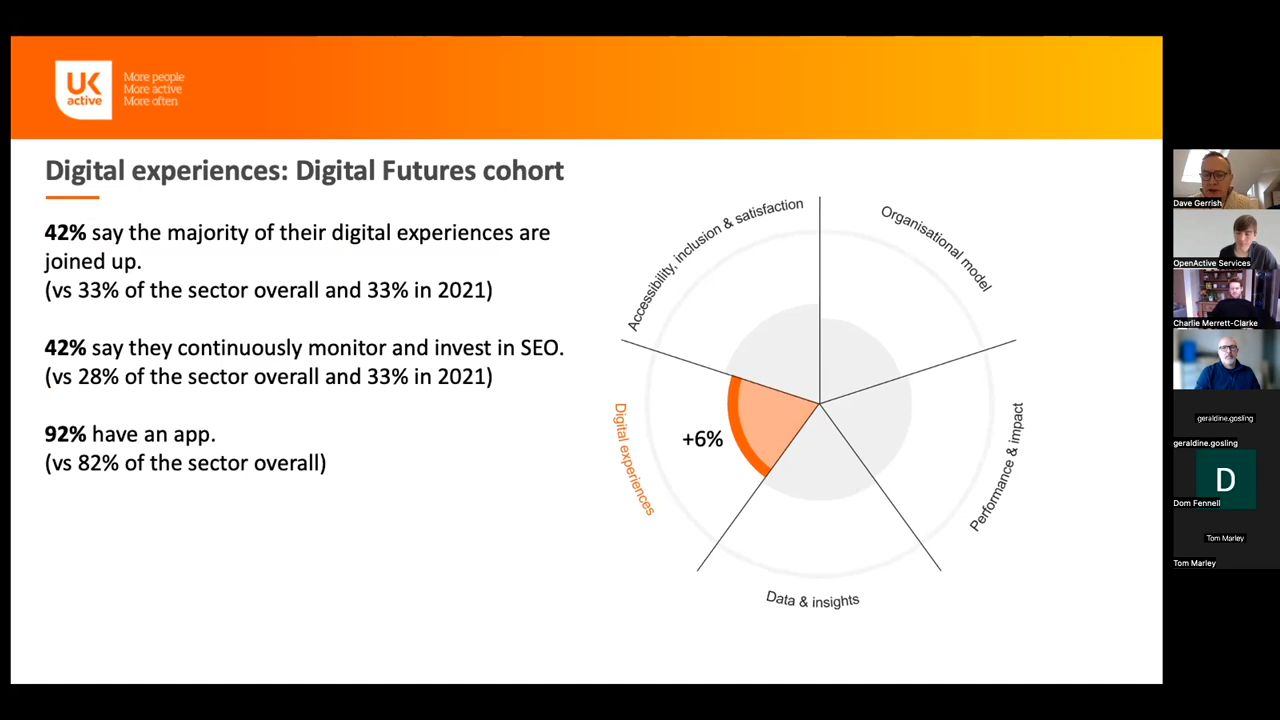 UK
active
More people
More active
More often
Digital experiences: Digital Futures cohort
42% say the majority of their digital experiences are
joined up.
(vs 33% of the sector overall and 33% in 2021)
42% say they continuously monitor and invest in SEO.
(vs 28% of the sector overall and 33% in 2021)
92% have an app.
(vs 82% of the sector overall)
Accessibility, inclusion & satisfaction
Organisational model
Digital experiences
+6%
Performance & impact
Data & insights
Dave Gerrish
OpenActive Services
Charlie Merrett-Clarke
geraldine.gosling
geraldine.gosling
D
Dom Fennell
Tom Marley
Tom Marley